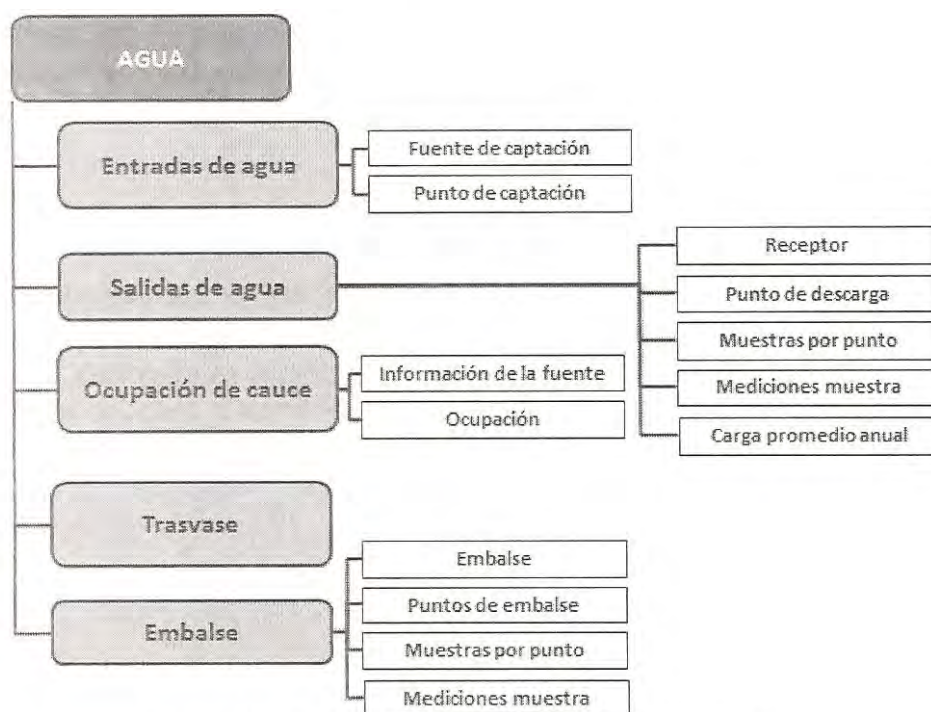 AGUA
Entradas de agua
Fuente de captación
Punto de captación
Salidas de agua
Receptor
Punto de descarga
Muestras por punto
Mediciones muestra
Carga promedio anual
Ocupación de cauce
Información de la fuente
Ocupación
Trasvase
Embalse
Embalse
Puntos de embalse
Muestras por punto
Mediciones muestra